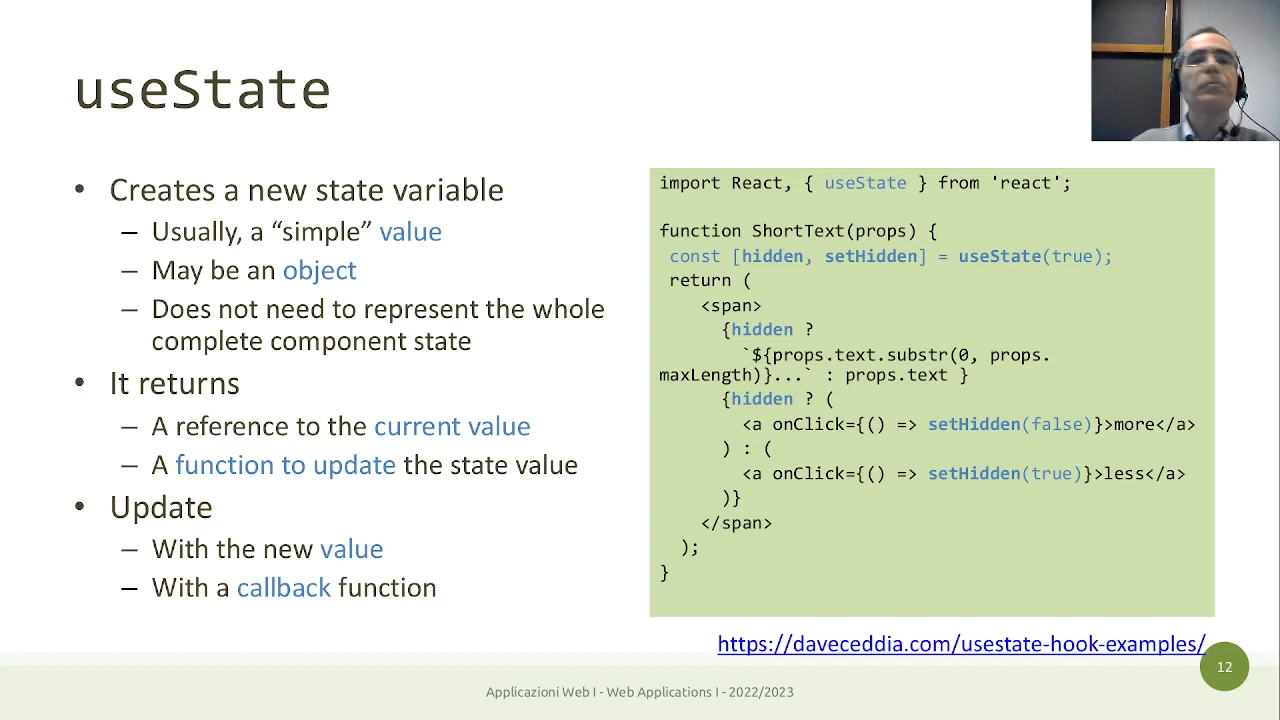 useState
• Creates a new state variable
– Usually, a “simple” value
– May be an object
– Does not need to represent the whole
complete component state
• It returns
– A reference to the current value
– A function to update the state value
• Update
– With the new value
– With a callback function
import React, { useState } from 'react';
function ShortText(props) {
const [hidden, setHidden] = useState(true);
return (
<span>
{hidden ?
`${props.text.substr(0, props.
maxLength)}...` : props.text }
{hidden ? (
<a onClick={() => setHidden(false)}>more</a>
) : (
<a onClick={() => setHidden(true)}>less</a>
)}
</span>
);
}
https://daveceddia.com/usestate-hook-examples/
12
Applicazioni Web I - Web Applications I - 2022/2023